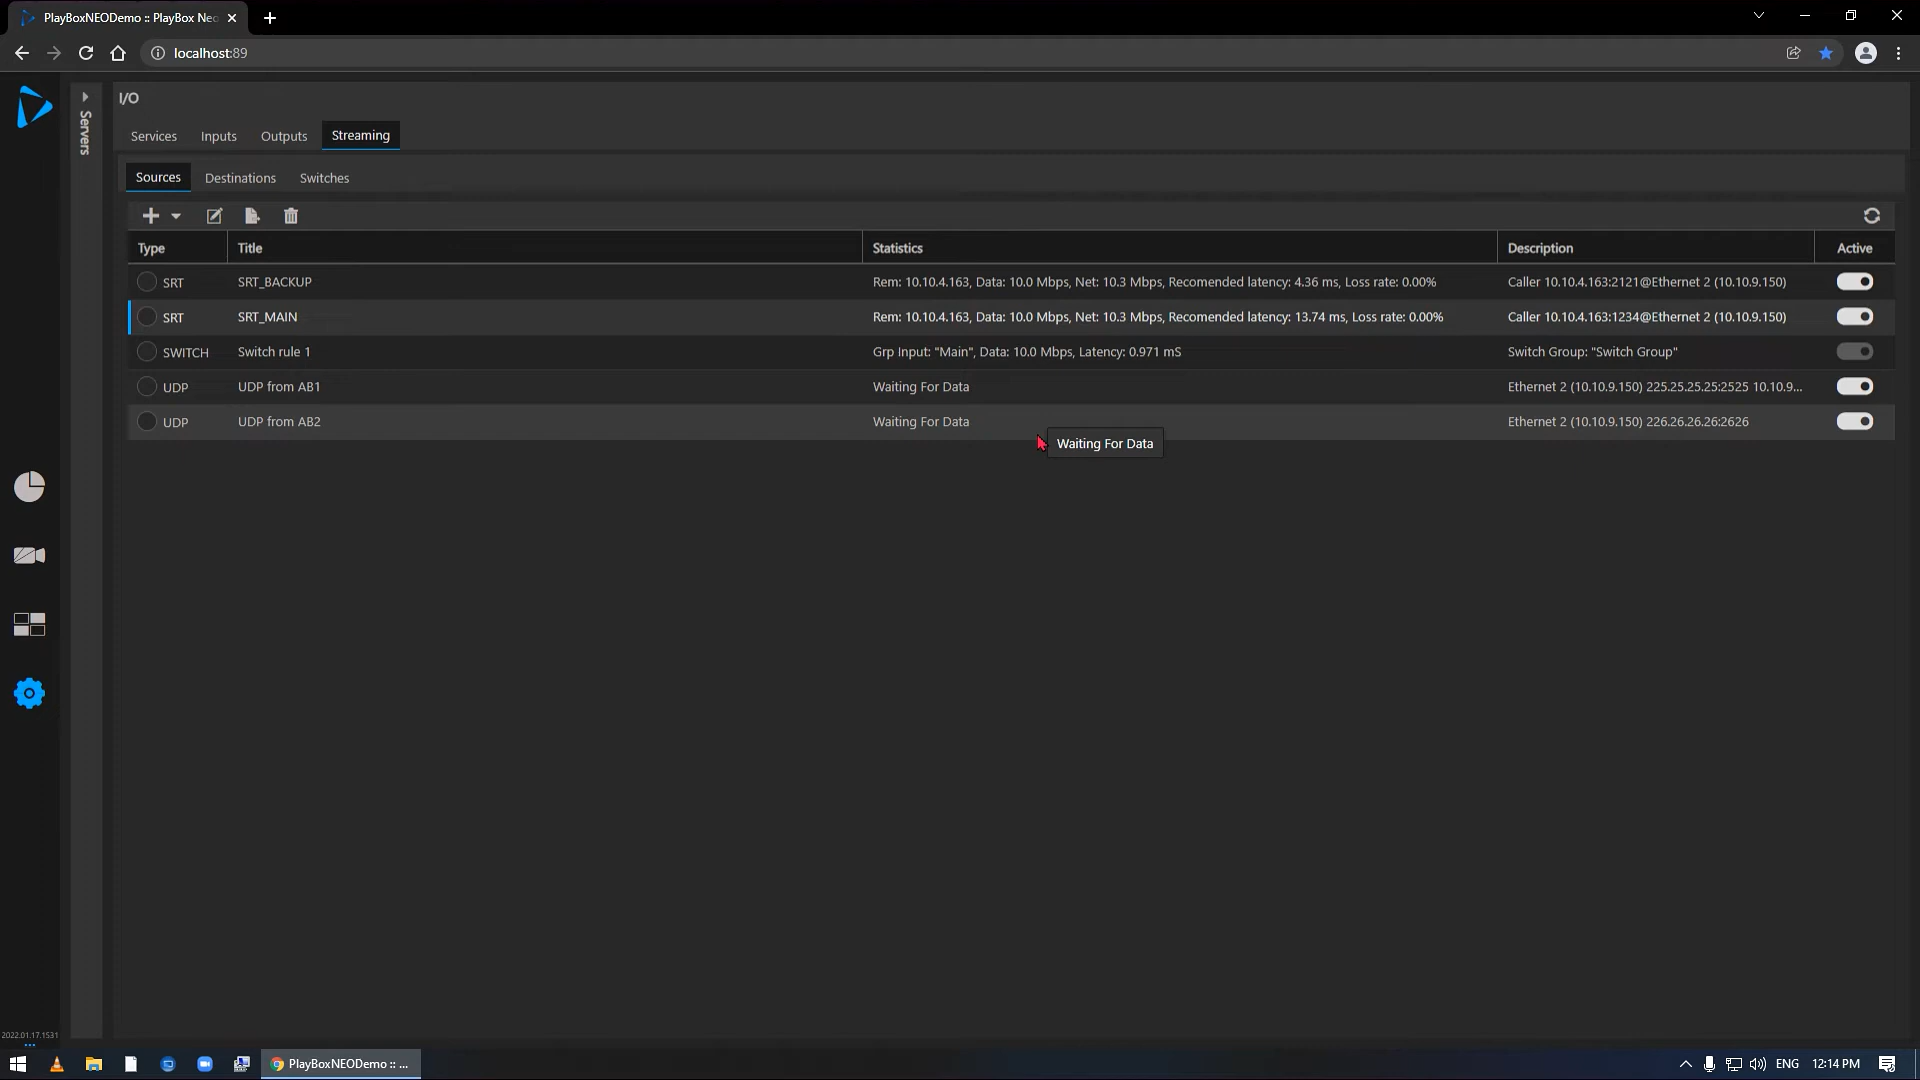 PlayBoxNEODemo :: PlayBox Neo
localhost:89
Servers
I/O
Services Inputs Outputs Streaming
Sources Destinations Switches
Type Title Statistics Description Active
SRT SRT_BACKUP Rem: 10.10.4.163, Data: 10.0 Mbps, Net: 10.3 Mbps, Recomended latency: 4.36 ms, Loss rate: 0.00% Caller 10.10.4.163:2121@Ethernet 2 (10.10.9.150)
SRT SRT_MAIN Rem: 10.10.4.163, Data: 10.0 Mbps, Net: 10.3 Mbps, Recomended latency: 13.74 ms, Loss rate: 0.00% Caller 10.10.4.163:1234@Ethernet 2 (10.10.9.150)
SWITCH Switch rule 1 Grp Input: "Main", Data: 10.0 Mbps, Latency: 0.971 mS Switch Group: "Switch Group"
UDP UDP from AB1 Waiting For Data Ethernet 2 (10.10.9.150) 225.25.25.25:2525 10.10.9...
UDP UDP from AB2 Waiting For Data Ethernet 2 (10.10.9.150) 226.26.26.26:2626
Waiting For Data
2022.01.17.1531
...
PlayBoxNEODemo :: ... ENG 12:14 PM